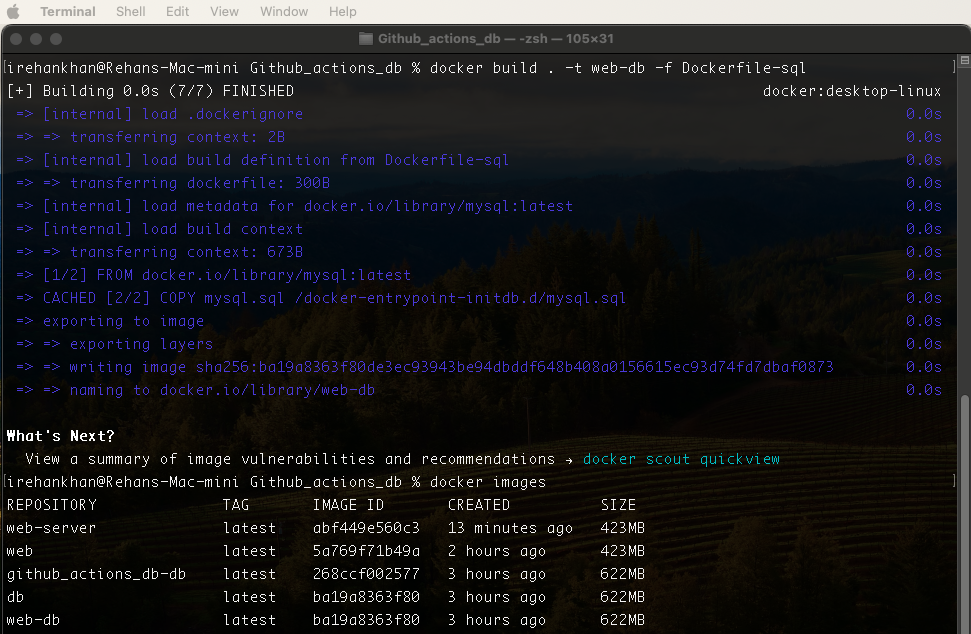 Terminal Shell Edit View Window Help
Github_actions_db — -zsh — 105×31
[irehankhan@Rehans-Mac-mini Github_actions_db % docker build . -t web-db -f Dockerfile-sql ]
[+] Building 0.0s (7/7) FINISHED docker:desktop-linux
=> [internal] load .dockerignore 0.0s
=> => transferring context: 2B 0.0s
=> [internal] load build definition from Dockerfile-sql 0.0s
=> => transferring dockerfile: 300B 0.0s
=> [internal] load metadata for docker.io/library/mysql:latest 0.0s
=> [internal] load build context 0.0s
=> => transferring context: 673B 0.0s
=> [1/2] FROM docker.io/library/mysql:latest 0.0s
=> CACHED [2/2] COPY mysql.sql /docker-entrypoint-initdb.d/mysql.sql 0.0s
=> exporting to image 0.0s
=> => exporting layers 0.0s
=> => writing image sha256:ba19a8363f80de3ec93943be94dbddf648b408a0156615ec93d74fd7dbaf0873 0.0s
=> => naming to docker.io/library/web-db 0.0s
What's Next?
View a summary of image vulnerabilities and recommendations → docker scout quickview
[irehankhan@Rehans-Mac-mini Github_actions_db % docker images ]
REPOSITORY TAG IMAGE ID CREATED SIZE
web-server latest abf449e560c3 13 minutes ago 423MB
web latest 5a769f71b49a 2 hours ago 423MB
github_actions_db-db latest 268ccf002577 3 hours ago 622MB
db latest ba19a8363f80 3 hours ago 622MB
web-db latest ba19a8363f80 3 hours ago 622MB